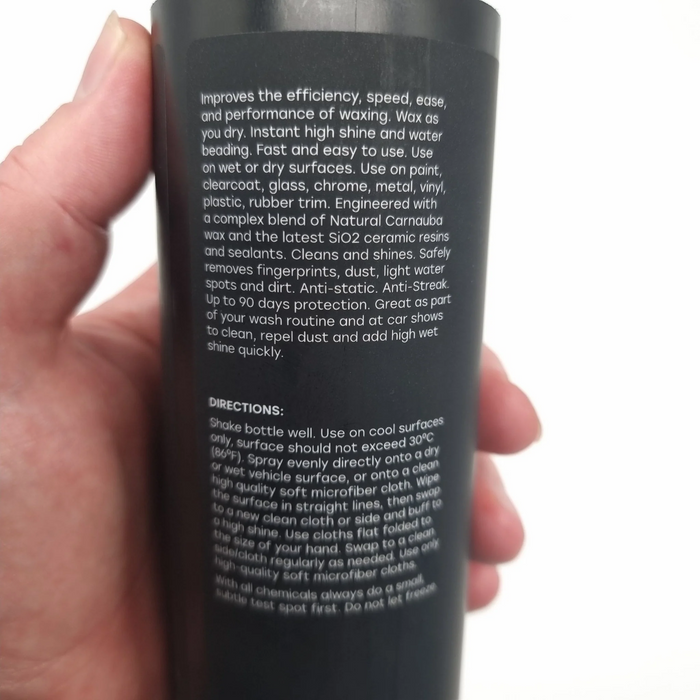 Improves the efficiency, speed, ease,
and performance of waxing. Wax as
you dry. Instant high shine and water
beading. Fast and easy to use. Use
on wet or dry surfaces. Use on paint,
clearcoat, glass, chrome, metal, vinyl,
plastic, rubber trim. Engineered with
a complex blend of Natural Carnauba
wax and the latest SiO2 ceramic resins
and sealants. Cleans and shines. Safely
removes fingerprints, dust, light water
spots and dirt. Anti-static. Anti-Streak.
Up to 90 days protection. Great as part
of your wash routine and at car shows
to clean, repel dust and add high wet
shine quickly.
DIRECTIONS:
Shake bottle well. Use on cool surfaces
only, surface should not exceed 30°C
(86°F). Spray evenly directly onto a dry
or wet vehicle surface, or onto a clean
high quality soft microfiber cloth. Wipe
the surface in straight lines, then swap
to a new clean cloth or side and buff to
a high shine. Use cloths flat folded to
the size of your hand. Swap to a clean
side/cloth regularly as needed. Use only
high-quality soft microfiber cloths.
With all chemicals always do a small,
subtle test spot first. Do not let freeze.